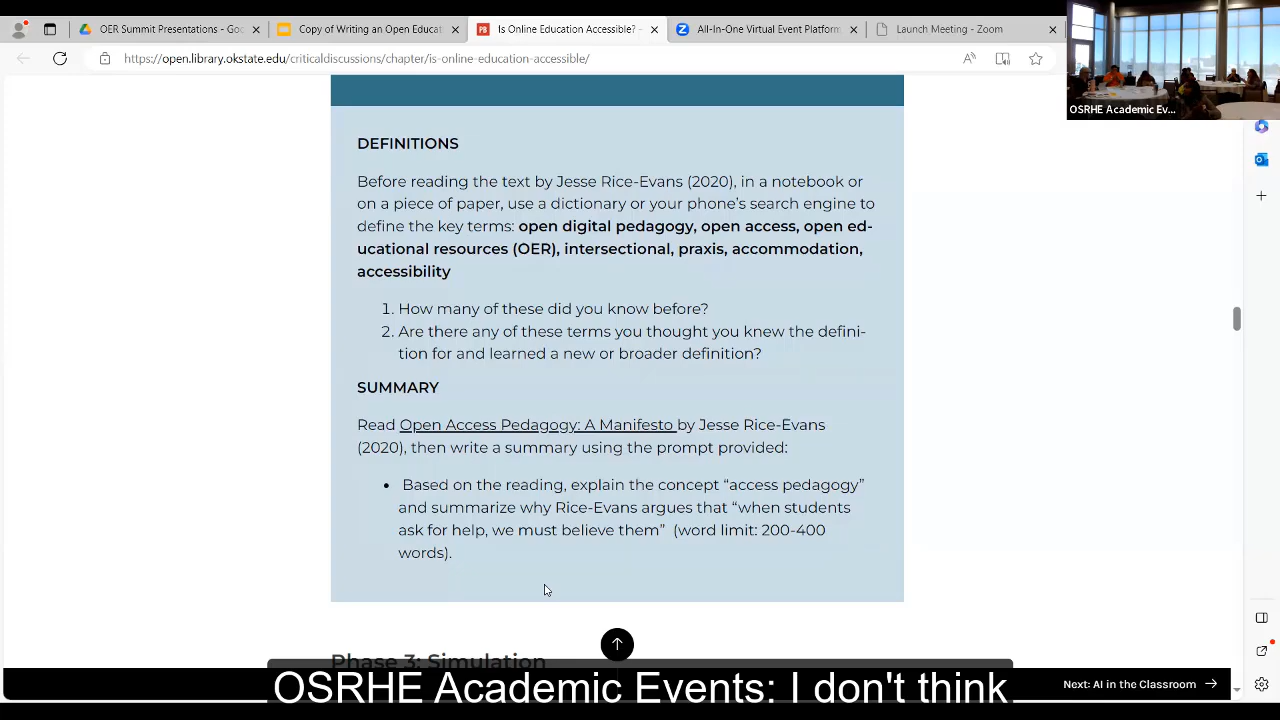 OER Summit Presentations - Goo
Copy of Writing an Open Educat
Is Online Education Accessible? -
All-In-One Virtual Event Platform
Launch Meeting - Zoom
https://open.library.okstate.edu/criticaldiscussions/chapter/is-online-education-accessible/
OSRHE Academic Ev...
DEFINITIONS
Before reading the text by Jesse Rice-Evans (2020), in a notebook or
on a piece of paper, use a dictionary or your phone's search engine to
define the key terms: open digital pedagogy, open access, open ed-
ucational resources (OER), intersectional, praxis, accommodation,
accessibility
1. How many of these did you know before?
2. Are there any of these terms you thought you knew the defini-
tion for and learned a new or broader definition?
SUMMARY
Read Open Access Pedagogy: A Manifesto by Jesse Rice-Evans
(2020), then write a summary using the prompt provided:
• Based on the reading, explain the concept “access pedagogy”
and summarize why Rice-Evans argues that “when students
ask for help, we must believe them” (word limit: 200-400
words).
Phase 3: Simulation
Next: AI in the Classroom →
OSRHE Academic Events: I don't think